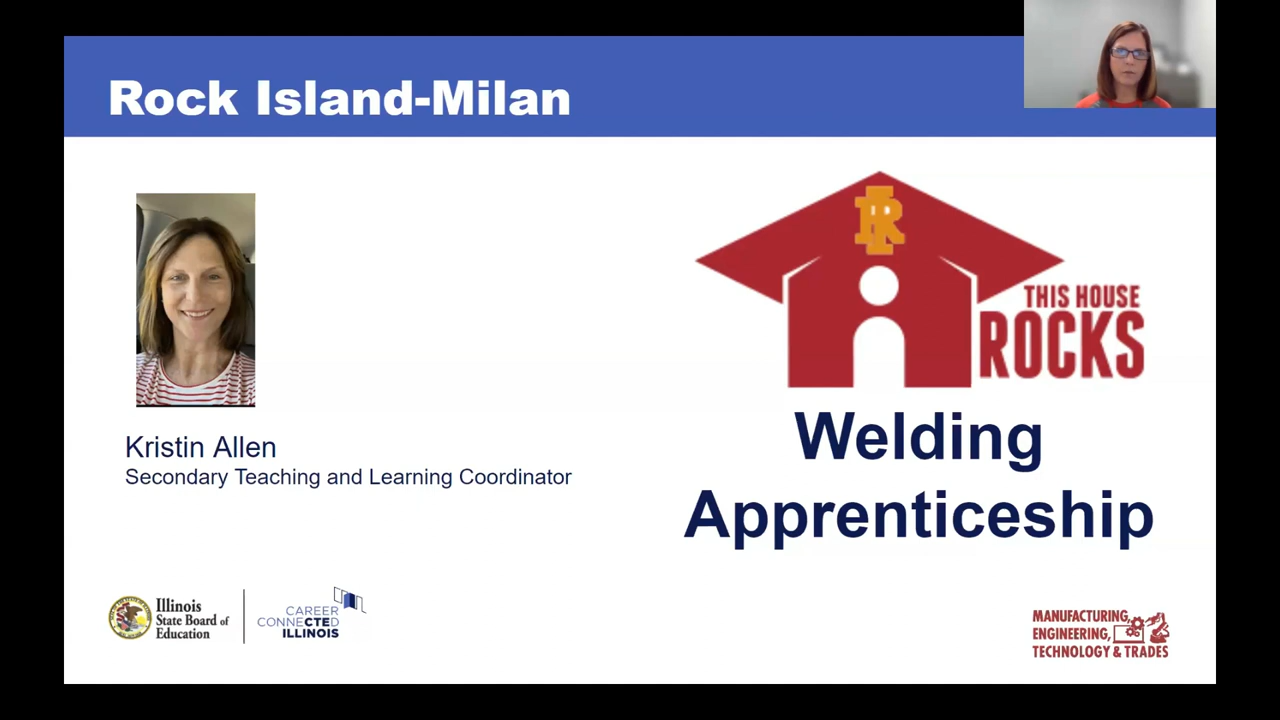 Rock Island-Milan
RI
THIS HOUSE
ROCKS
Kristin Allen
Secondary Teaching and Learning Coordinator
Welding
Apprenticeship
Illinois
State Board of
Education
CAREER
CONNECTED
ILLINOIS
MANUFACTURING,
ENGINEERING,
TECHNOLOGY & TRADES